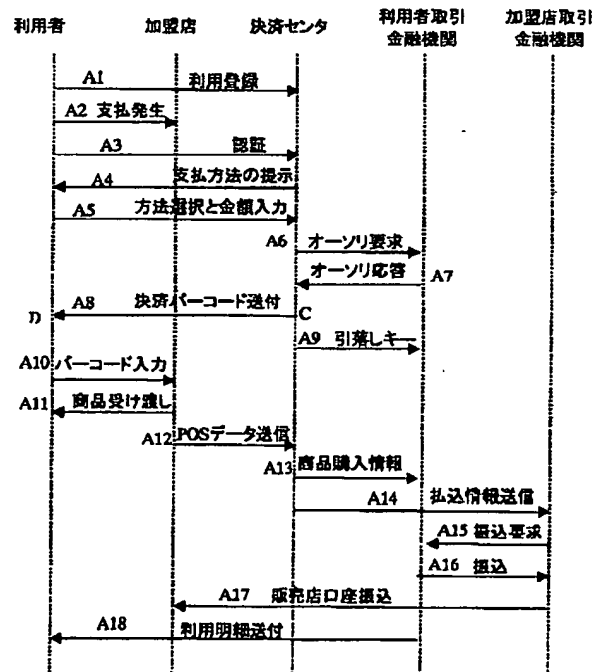 利用者
加盟店
決済センタ
利用者取引
金融機関
加盟店取引
金融機関
A1 利用登録
A2 支払発生
A3 認証
A4 支払方法の提示
A5 方法選択と金額入力
A6 オーソリ要求
オーソリ応答 A7
D A8 決済バーコード送付 C
A9 引落しキー
A10 バーコード入力
A11 商品受け渡し
A12 POSデータ送信
A13 商品購入情報
A14 払込情報送信
A15 振込要求
A16 振込
A17 販売店口座振込
A18 利用明細送付